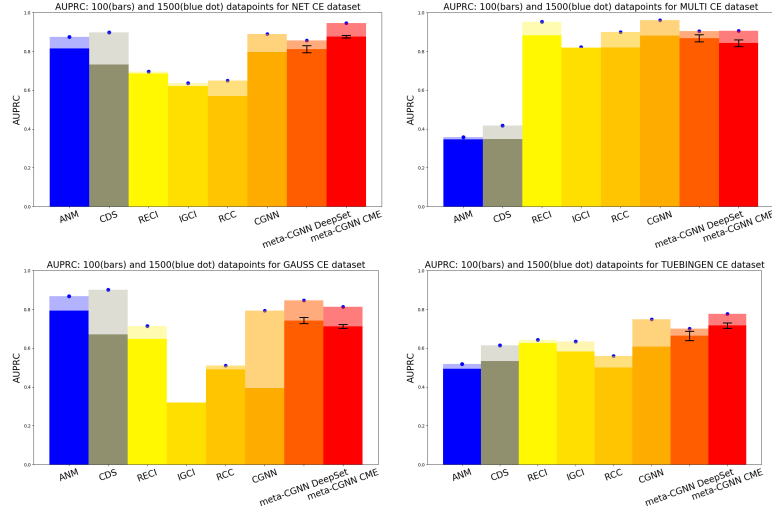 AUPRC: 100(bars) and 1500(blue dot) datapoints for NET CE dataset
AUPRC
1.0
0.8
0.6
0.4
0.2
0.0
ANM
CDS
RECI
IGCI
RCC
CGNN
meta-CGNN DeepSet
meta-CGNN CME
AUPRC: 100(bars) and 1500(blue dot) datapoints for MULTI CE dataset
AUPRC
1.0
0.8
0.6
0.4
0.2
0.0
ANM
CDS
RECI
IGCI
RCC
CGNN
meta-CGNN DeepSet
meta-CGNN CME
AUPRC: 100(bars) and 1500(blue dot) datapoints for GAUSS CE dataset
AUPRC
1.0
0.8
0.6
0.4
0.2
0.0
ANM
CDS
RECI
IGCI
RCC
CGNN
meta-CGNN DeepSet
meta-CGNN CME
AUPRC: 100(bars) and 1500(blue dot) datapoints for TUEBINGEN CE dataset
AUPRC
1.0
0.8
0.6
0.4
0.2
0.0
ANM
CDS
RECI
IGCI
RCC
CGNN
meta-CGNN DeepSet
meta-CGNN CME